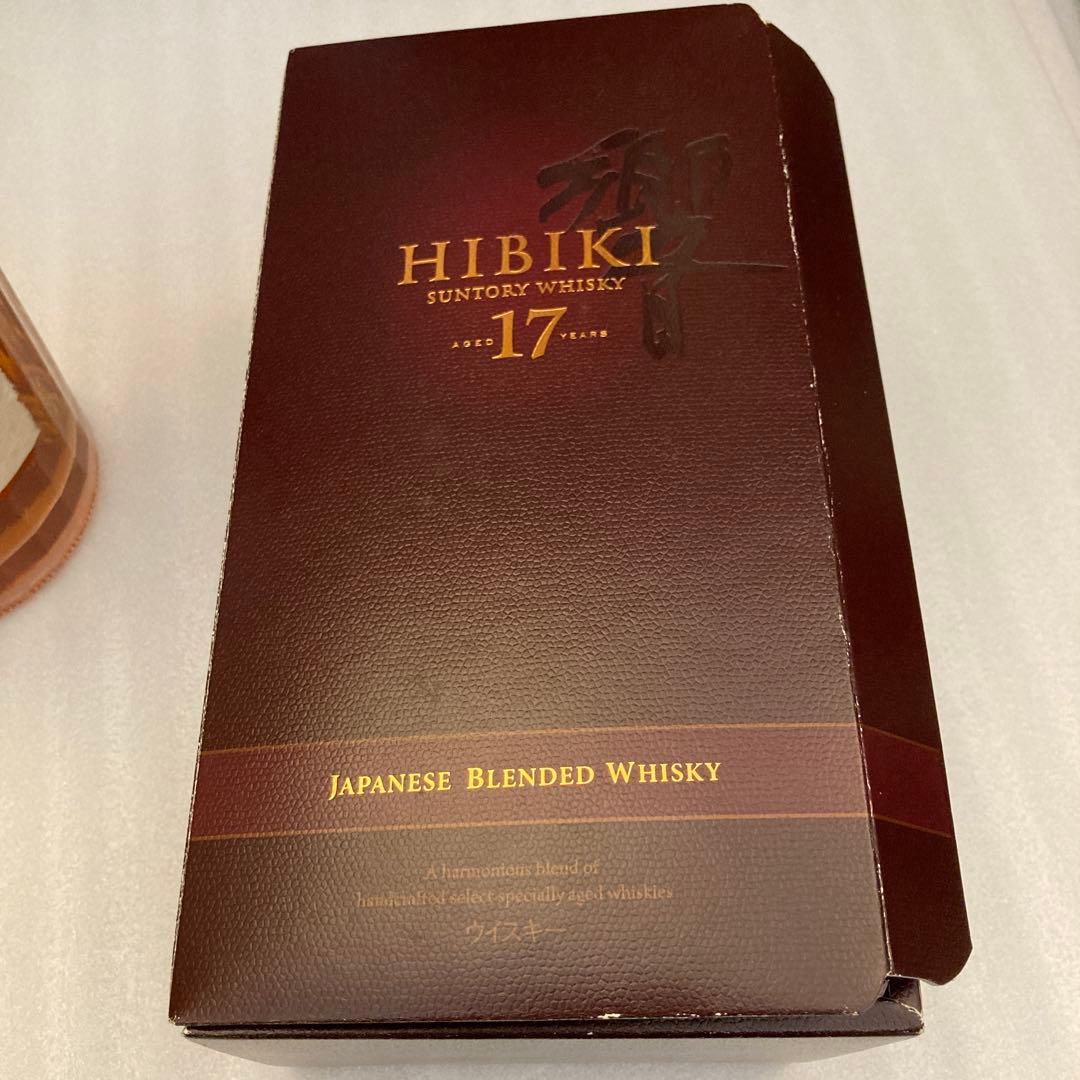 響
HIBIKI
SUNTORY WHISKY
AGED 17 YEARS
JAPANESE BLENDED WHISKY
A harmonious blend of
handcrafted select specially aged whiskies
ウイスキー